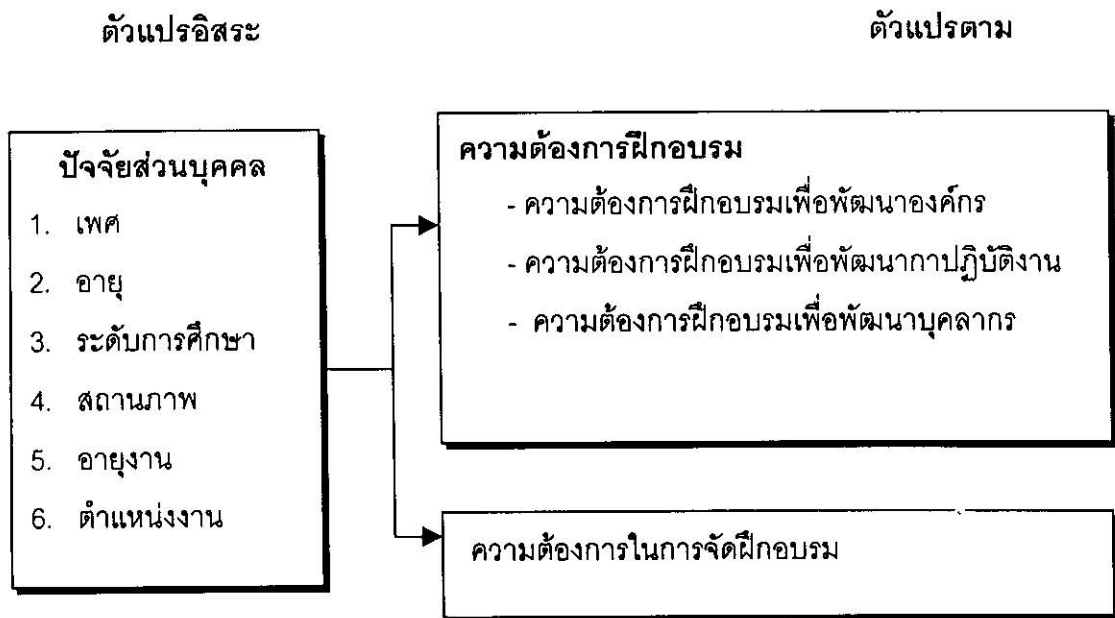 ตัวแปรอิสระ
ตัวแปรตาม
ปัจจัยส่วนบุคคล
1. เพศ
2. อายุ
3. ระดับการศึกษา
4. สถานภาพ
5. อายุงาน
6. ตำแหน่งงาน
ความต้องการฝึกอบรม
- ความต้องการฝึกอบรมเพื่อพัฒนาองค์กร
- ความต้องการฝึกอบรมเพื่อพัฒนากาปฏิบัติงาน
- ความต้องการฝึกอบรมเพื่อพัฒนาบุคลากร
ความต้องการในการจัดฝึกอบรม